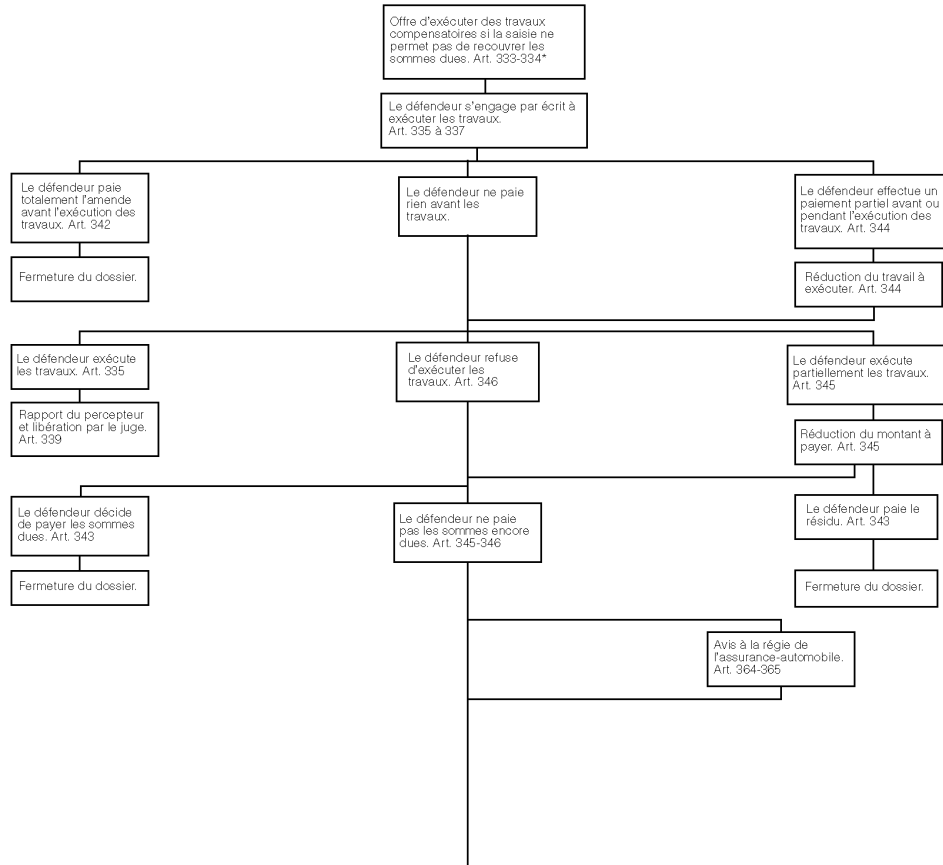 Offre d'exécuter des travaux
compensatoires si la saisie ne
permet pas de recouvrer les
sommes dues. Art. 333-334*
Le défendeur s'engage par écrit à
exécuter les travaux.
Art. 335 à 337
Le défendeur paie
totalement l'amende
avant l'exécution des
travaux. Art. 342
Le défendeur ne paie
rien avant les
travaux.
Le défendeur effectue un
paiement partiel avant ou
pendant l'exécution des
travaux. Art. 344
Fermeture du dossier.
Réduction du travail à
exécuter. Art. 344
Le défendeur exécute
les travaux. Art. 335
Le défendeur refuse
d'exécuter les
travaux. Art. 346
Le défendeur exécute
partiellement les travaux.
Art. 345
Rapport du percepteur
et libération par le juge.
Art. 339
Réduction du montant à
payer. Art. 345
Le défendeur décide
de payer les sommes
dues. Art. 343
Le défendeur ne paie
pas les sommes encore
dues. Art. 345-346
Le défendeur paie le
résidu. Art. 343
Fermeture du dossier.
Fermeture du dossier.
Avis à la régie de
l'assurance-automobile.
Art. 364-365